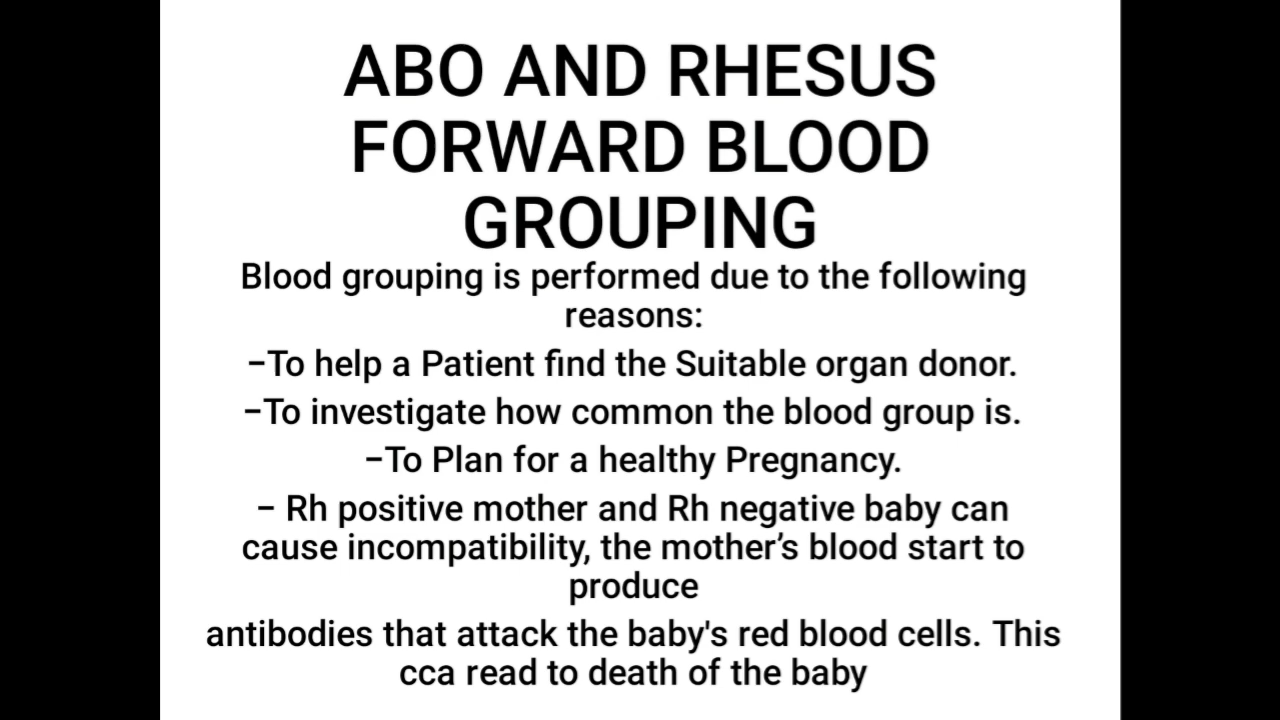 ABO AND RHESUS
FORWARD BLOOD
GROUPING
Blood grouping is performed due to the following
reasons:
–To help a Patient find the Suitable organ donor.
–To investigate how common the blood group is.
–To Plan for a healthy Pregnancy.
– Rh positive mother and Rh negative baby can
cause incompatibility, the mother’s blood start to
produce
antibodies that attack the baby's red blood cells. This
cca read to death of the baby